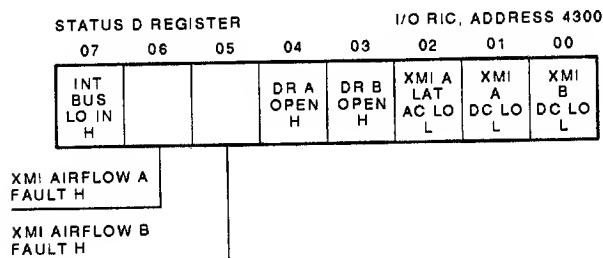 STATUS D REGISTER
I/O RIC, ADDRESS 4300
07 06 05 04 03 02 01 00
INT BUS LO IN H
DR A OPEN H
DR B OPEN H
XMI A LAT AC LO L
XMI A DC LO L
XMI B DC LO L
XMI AIRFLOW A
FAULT H
XMI AIRFLOW B
FAULT H